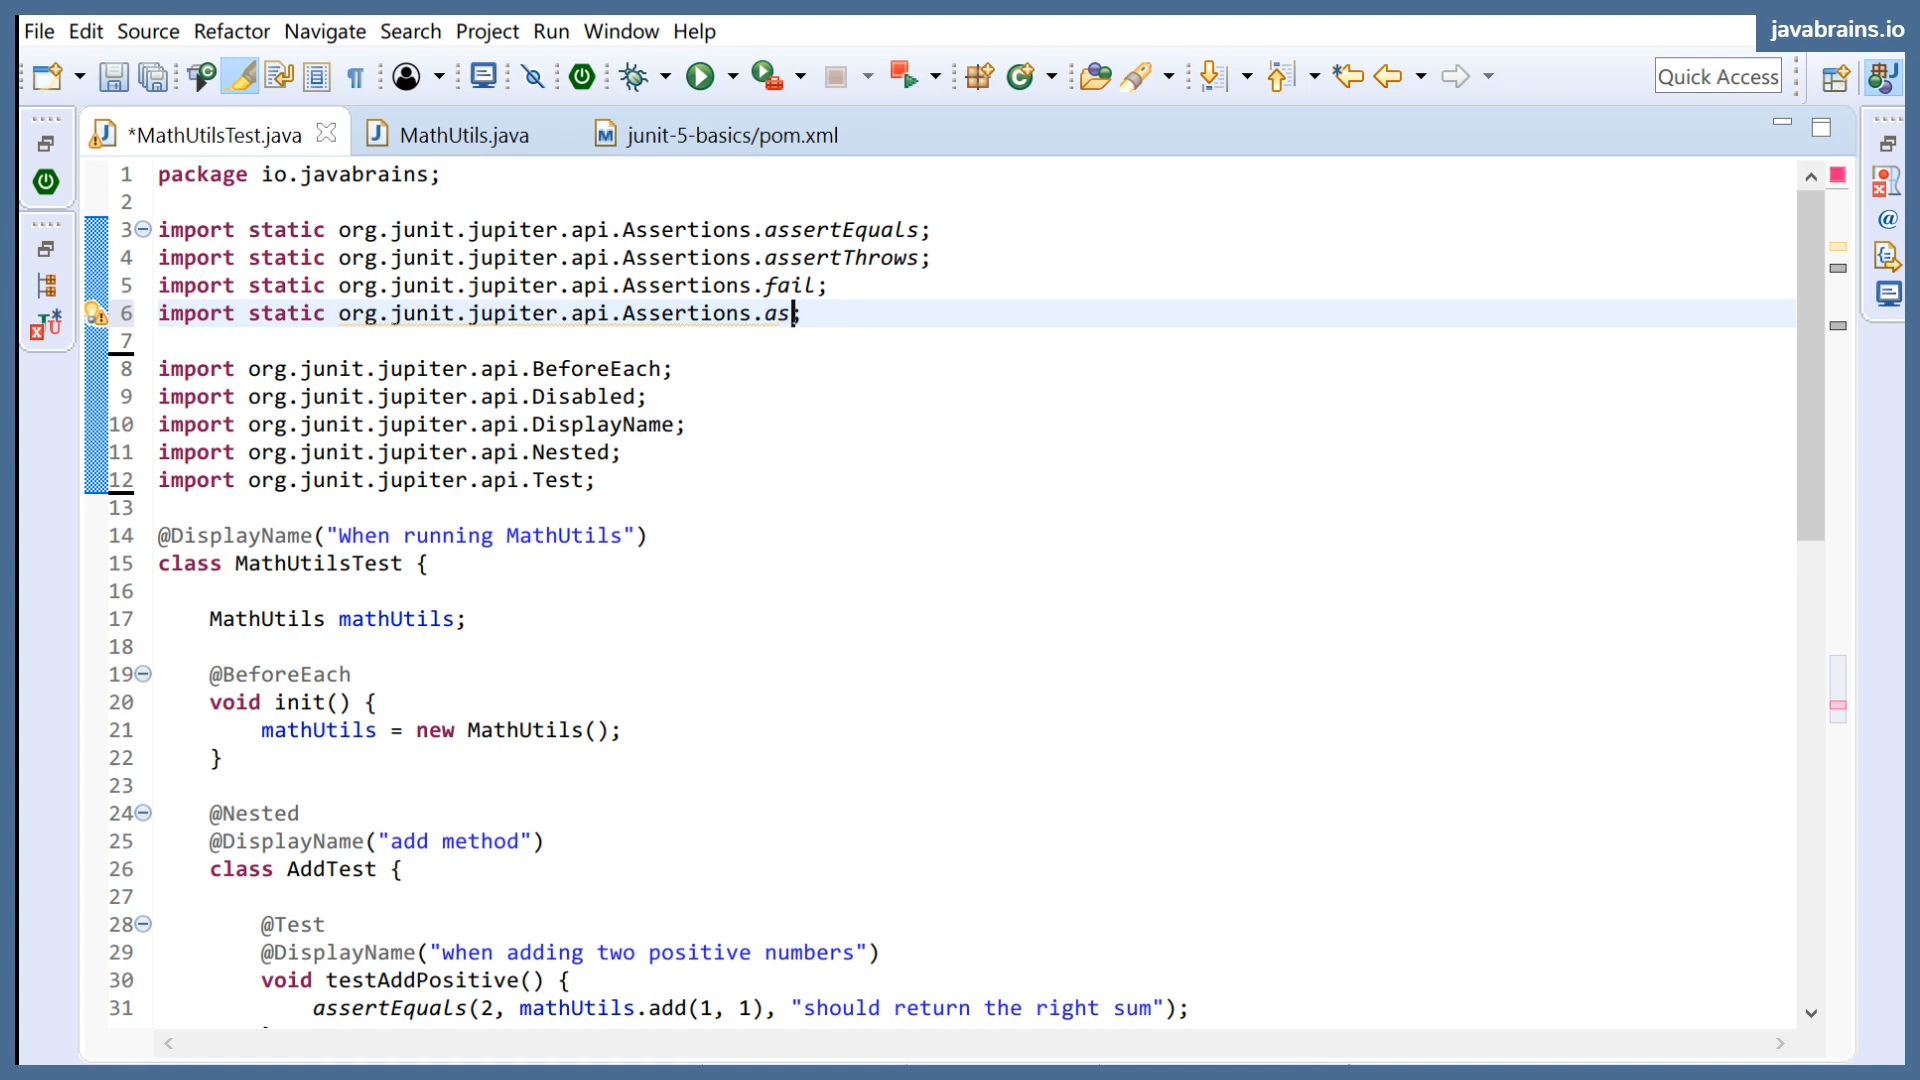 File Edit Source Refactor Navigate Search Project Run Window Help
javabrains.io
Quick Access
*MathUtilsTest.java
MathUtils.java
junit-5-basics/pom.xml
1 package io.javabrains;
2
3 import static org.junit.jupiter.api.Assertions.assertEquals;
4 import static org.junit.jupiter.api.Assertions.assertThrows;
5 import static org.junit.jupiter.api.Assertions.fail;
6 import static org.junit.jupiter.api.Assertions.as;
7
8 import org.junit.jupiter.api.BeforeEach;
9 import org.junit.jupiter.api.Disabled;
10 import org.junit.jupiter.api.DisplayName;
11 import org.junit.jupiter.api.Nested;
12 import org.junit.jupiter.api.Test;
13
14 @DisplayName("When running MathUtils")
15 class MathUtilsTest {
16
17 MathUtils mathUtils;
18
19 @BeforeEach
20 void init() {
21 mathUtils = new MathUtils();
22 }
23
24 @Nested
25 @DisplayName("add method")
26 class AddTest {
27
28 @Test
29 @DisplayName("when adding two positive numbers")
30 void testAddPositive() {
31 assertEquals(2, mathUtils.add(1, 1), "should return the right sum");